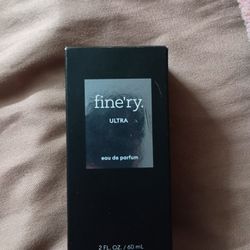 fine'ry.
ULTRA
eau de parfum
2 FL. OZ. / 60 mL